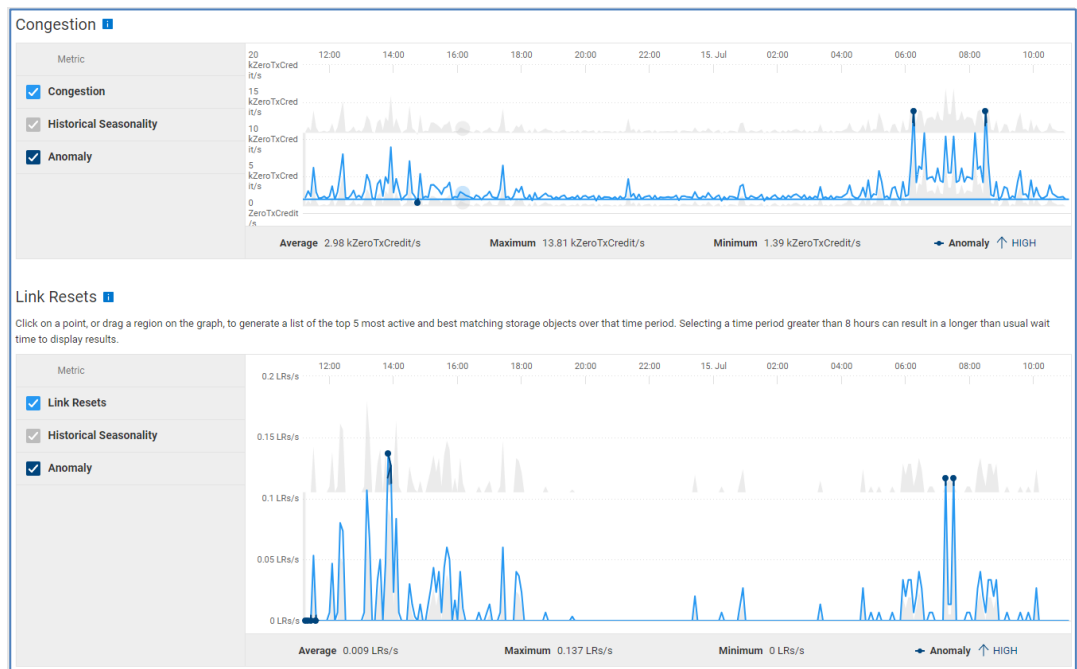 Congestion i
Metric
Congestion
Historical Seasonality
Anomaly
12:00 14:00 16:00 18:00 20:00 22:00 15. Jul 02:00 04:00 06:00 08:00 10:00
20
kZeroTxCred
it/s
15
kZeroTxCred
it/s
10
kZeroTxCred
it/s
5
kZeroTxCred
it/s
0
ZeroTxCredit
/s
Average 2.98 kZeroTxCredit/s Maximum 13.81 kZeroTxCredit/s Minimum 1.39 kZeroTxCredit/s Anomaly HIGH
Link Resets i
Click on a point, or drag a region on the graph, to generate a list of the top 5 most active and best matching storage objects over that time period. Selecting a time period greater than 8 hours can result in a longer than usual wait
time to display results.
Metric
Link Resets
Historical Seasonality
Anomaly
12:00 14:00 16:00 18:00 20:00 22:00 15. Jul 02:00 04:00 06:00 08:00 10:00
0.2 LRs/s
0.15 LRs/s
0.1 LRs/s
0.05 LRs/s
0 LRs/s
Average 0.009 LRs/s Maximum 0.137 LRs/s Minimum 0 LRs/s Anomaly HIGH